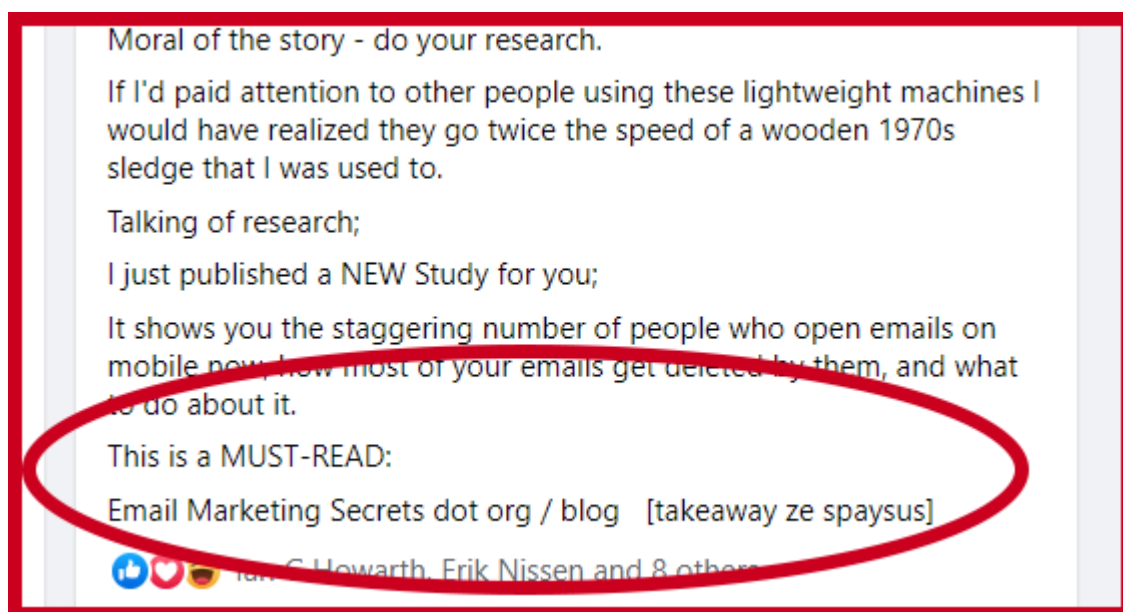 Moral of the story - do your research.
If I'd paid attention to other people using these lightweight machines I
would have realized they go twice the speed of a wooden 1970s
sledge that I was used to.
Talking of research;
I just published a NEW Study for you;
It shows you the staggering number of people who open emails on
mobile now, how most of your emails get deleted by them, and what
to do about it.
This is a MUST-READ:
Email Marketing Secrets dot org / blog [takeaway ze spaysus]
Ian C Howarth, Erik Nissen and 8 others